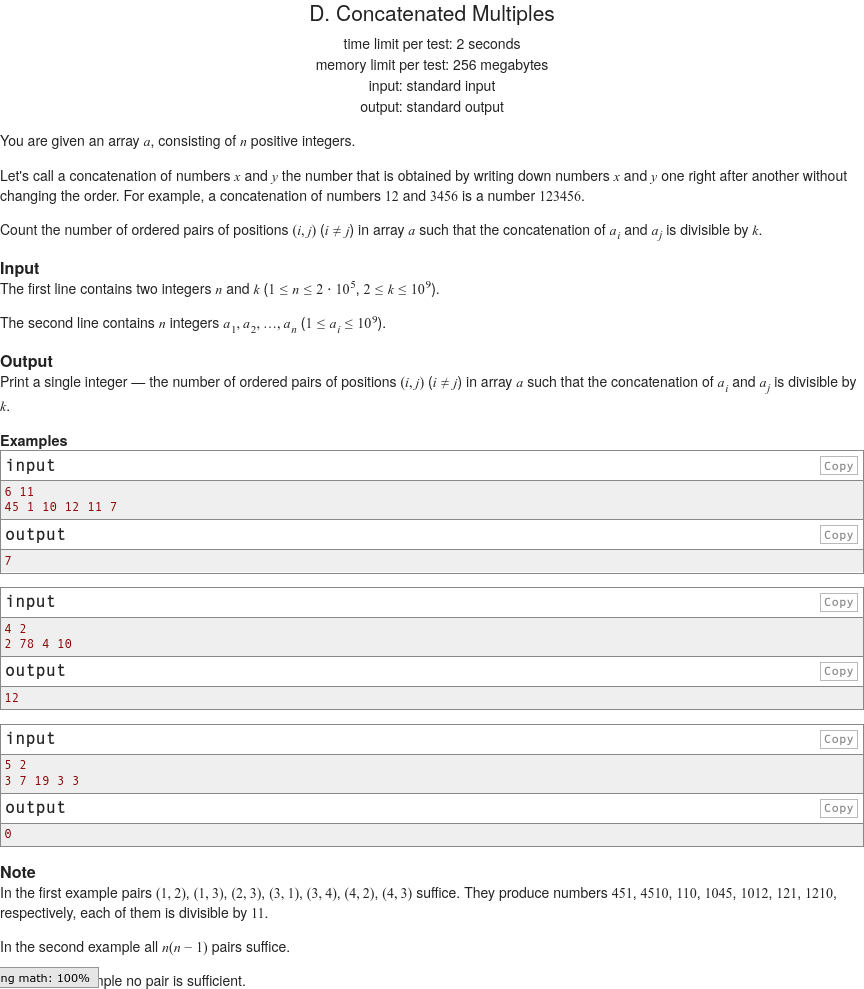 D. Concatenated Multiples
time limit per test: 2 seconds
memory limit per test: 256 megabytes
input: standard input
output: standard output
You are given an array a, consisting of n positive integers.
Let's call a concatenation of numbers x and y the number that is obtained by writing down numbers x and y one right after another without
changing the order. For example, a concatenation of numbers 12 and 3456 is a number 123456.
Count the number of ordered pairs of positions (i, j) (i ≠ j) in array a such that the concatenation of a_i and a_j is divisible by k.
Input
The first line contains two integers n and k (1 ≤ n ≤ 2 · 10^5, 2 ≤ k ≤ 10^9).
The second line contains n integers a_1, a_2, …, a_n (1 ≤ a_i ≤ 10^9).
Output
Print a single integer — the number of ordered pairs of positions (i, j) (i ≠ j) in array a such that the concatenation of a_i and a_j is divisible by
k.
Examples
input Copy
6 11
45 1 10 12 11 7
output Copy
7
input Copy
4 2
2 78 4 10
output Copy
12
input Copy
5 2
3 7 19 3 3
output Copy
0
Note
In the first example pairs (1, 2), (1, 3), (2, 3), (3, 1), (3, 4), (4, 2), (4, 3) suffice. They produce numbers 451, 4510, 110, 1045, 1012, 121, 1210,
respectively, each of them is divisible by 11.
In the second example all n(n − 1) pairs suffice.
ng math: 100% nple no pair is sufficient.